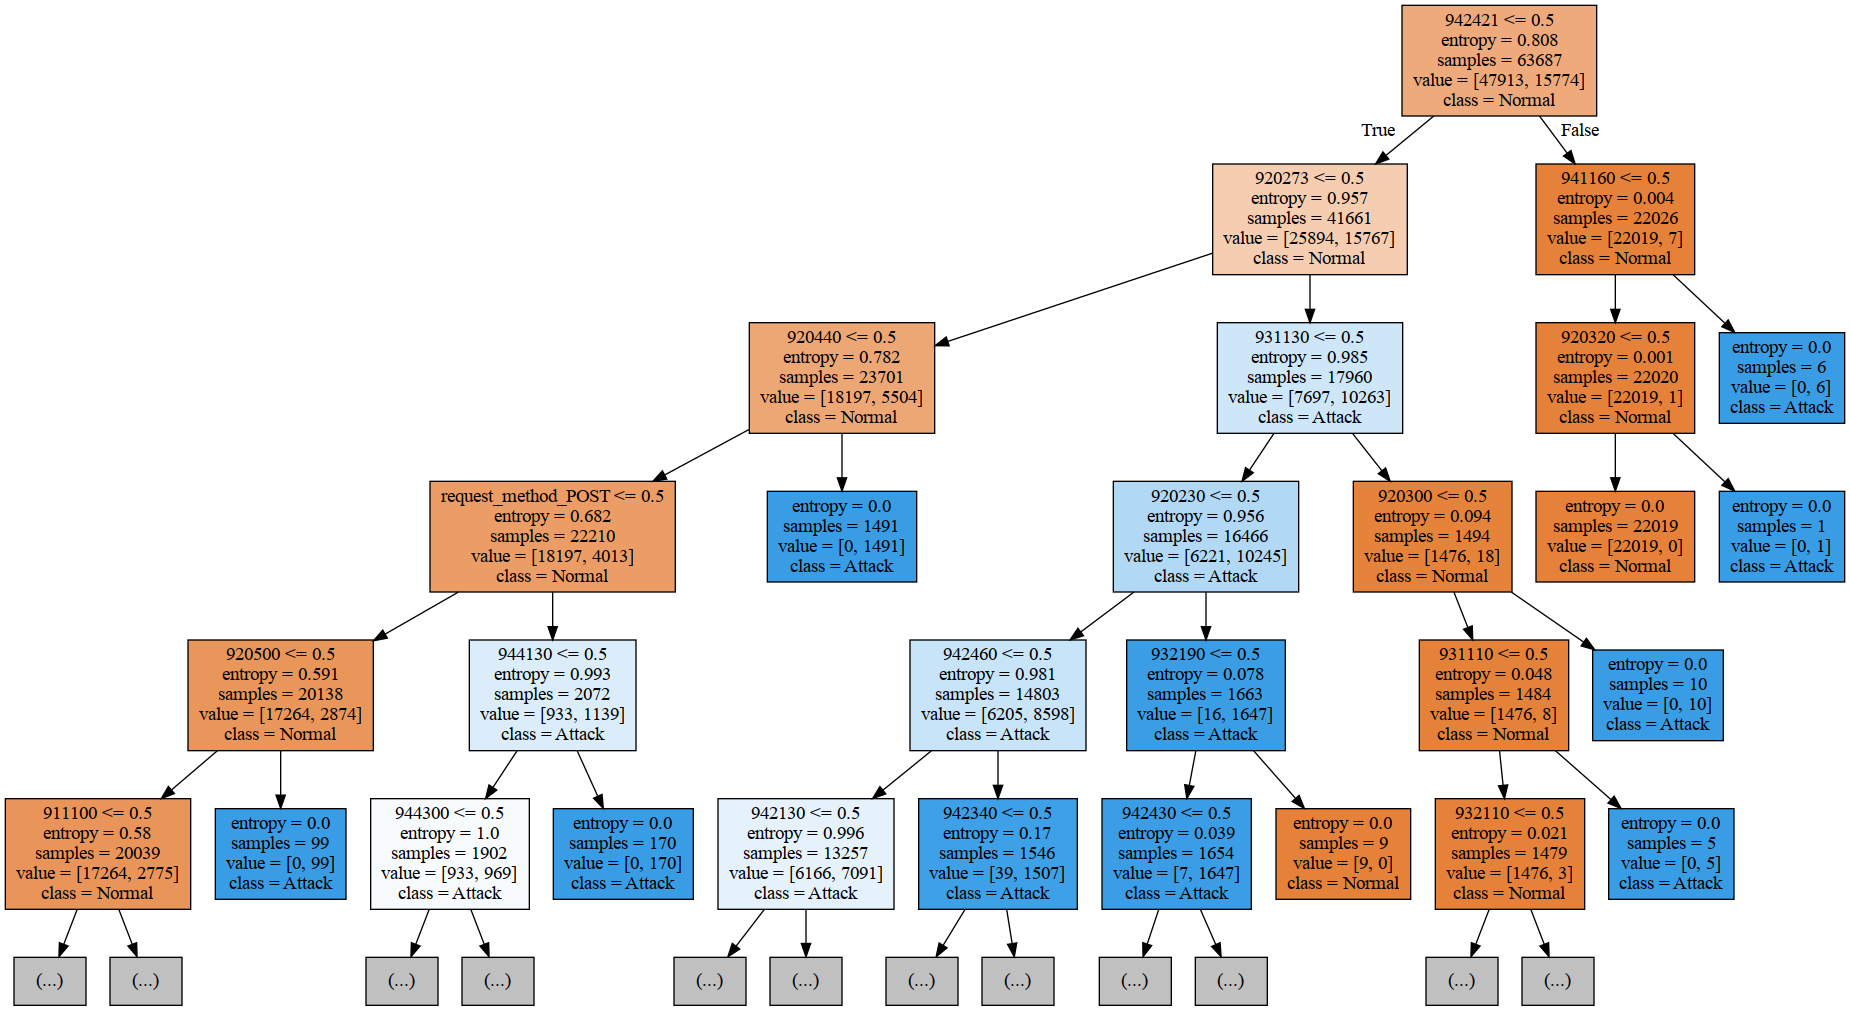 942421 <= 0.5
entropy = 0.808
samples = 63687
value = [47913, 15774]
class = Normal
True
False
920273 <= 0.5
entropy = 0.957
samples = 41661
value = [25894, 15767]
class = Normal
941160 <= 0.5
entropy = 0.004
samples = 22026
value = [22019, 7]
class = Normal
920440 <= 0.5
entropy = 0.782
samples = 23701
value = [18197, 5504]
class = Normal
931130 <= 0.5
entropy = 0.985
samples = 17960
value = [7697, 10263]
class = Attack
920320 <= 0.5
entropy = 0.001
samples = 22020
value = [22019, 1]
class = Normal
entropy = 0.0
samples = 6
value = [0, 6]
class = Attack
request_method_POST <= 0.5
entropy = 0.682
samples = 22210
value = [18197, 4013]
class = Normal
entropy = 0.0
samples = 1491
value = [0, 1491]
class = Attack
920230 <= 0.5
entropy = 0.956
samples = 16466
value = [6221, 10245]
class = Attack
920300 <= 0.5
entropy = 0.094
samples = 1494
value = [1476, 18]
class = Normal
entropy = 0.0
samples = 22019
value = [22019, 0]
class = Normal
entropy = 0.0
samples = 1
value = [0, 1]
class = Attack
920500 <= 0.5
entropy = 0.591
samples = 20138
value = [17264, 2874]
class = Normal
944130 <= 0.5
entropy = 0.993
samples = 2072
value = [933, 1139]
class = Attack
942460 <= 0.5
entropy = 0.981
samples = 14803
value = [6205, 8598]
class = Attack
932190 <= 0.5
entropy = 0.078
samples = 1663
value = [16, 1647]
class = Attack
931110 <= 0.5
entropy = 0.048
samples = 1484
value = [1476, 8]
class = Normal
entropy = 0.0
samples = 10
value = [0, 10]
class = Attack
911100 <= 0.5
entropy = 0.58
samples = 20039
value = [17264, 2775]
class = Normal
entropy = 0.0
samples = 99
value = [0, 99]
class = Attack
944300 <= 0.5
entropy = 1.0
samples = 1902
value = [933, 969]
class = Attack
entropy = 0.0
samples = 170
value = [0, 170]
class = Attack
942130 <= 0.5
entropy = 0.996
samples = 13257
value = [6166, 7091]
class = Attack
942340 <= 0.5
entropy = 0.17
samples = 1546
value = [39, 1507]
class = Attack
942430 <= 0.5
entropy = 0.039
samples = 1654
value = [7, 1647]
class = Attack
entropy = 0.0
samples = 9
value = [9, 0]
class = Normal
932110 <= 0.5
entropy = 0.021
samples = 1479
value = [1476, 3]
class = Normal
entropy = 0.0
samples = 5
value = [0, 5]
class = Attack
(...)
(...)
(...)
(...)
(...)
(...)
(...)
(...)
(...)
(...)
(...)
(...)